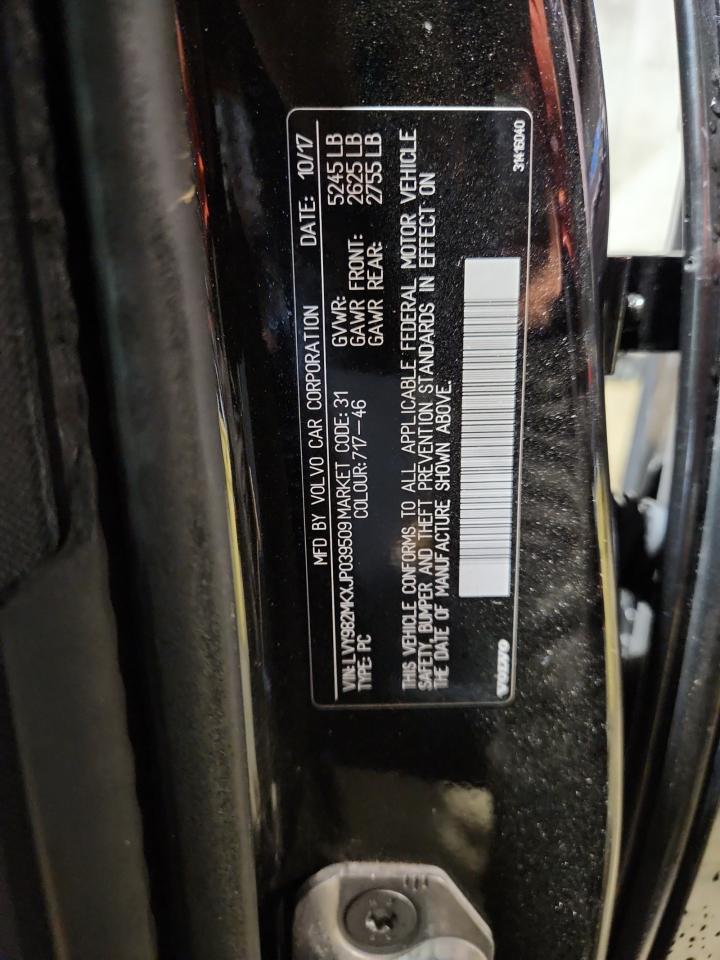 MFD BY VOLVO CAR CORPORATION DATE: 10/17
VIN: LVY982MKXJP039509 MARKET CODE: 31 GVWR: 5245 LB
TYPE: PC COLOUR: 717-46 GAWR FRONT: 2625 LB
GAWR REAR: 2755 LB
THIS VEHICLE CONFORMS TO ALL APPLICABLE FEDERAL MOTOR VEHICLE
SAFETY, BUMPER AND THEFT PREVENTION STANDARDS IN EFFECT ON
THE DATE OF MANUFACTURE SHOWN ABOVE.
VOLVO 31416040